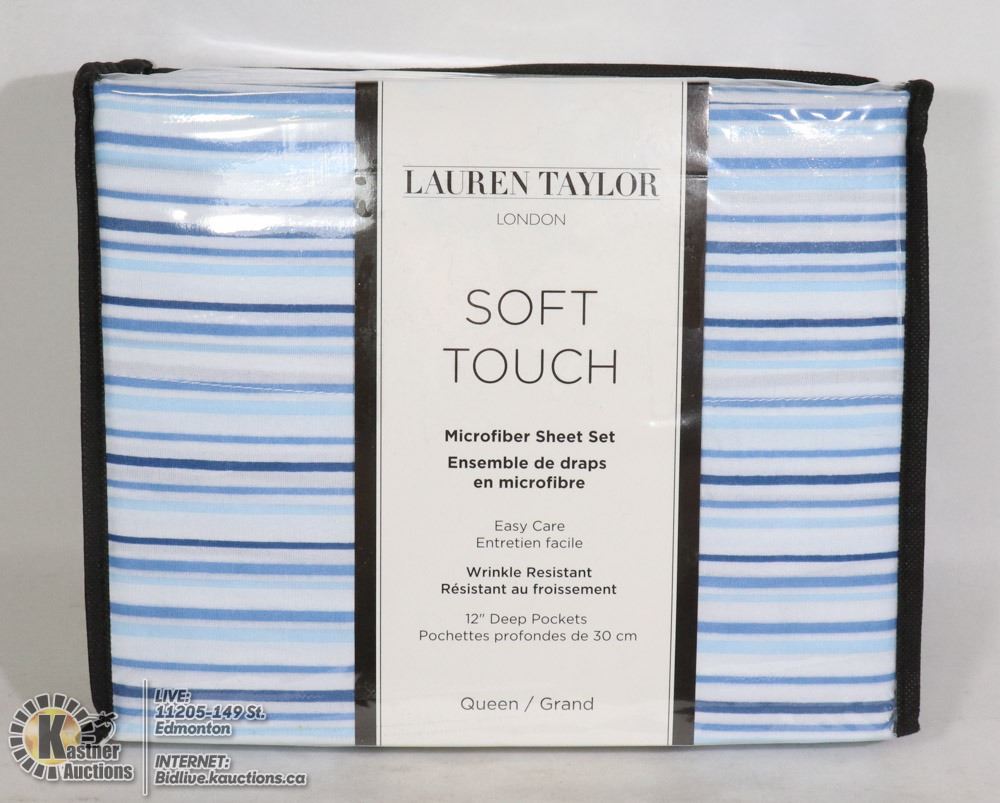 LAUREN TAYLOR
LONDON
SOFT
TOUCH
Microfiber Sheet Set
Ensemble de draps
en microfibre
Easy Care
Entretien facile
Wrinkle Resistant
Résistant au froissement
12" Deep Pockets
Pochettes profondes de 30 cm
Queen / Grand
Kastner
Auctions
LIVE:
11205-149 St.
Edmonton
INTERNET:
Bidlive.kauctions.ca